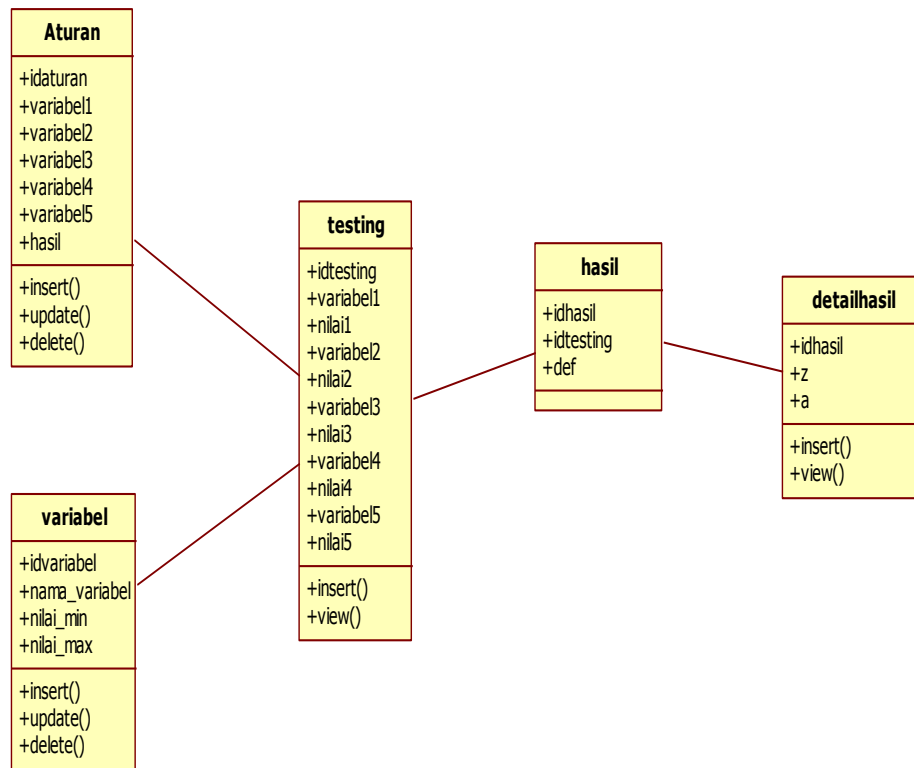 Aturan
+idaturan
+variabel1
+variabel2
+variabel3
+variabel4
+variabel5
+hasil
+insert()
+update()
+delete()
variabel
+idvariabel
+nama_variabel
+nilai_min
+nilai_max
+insert()
+update()
+delete()
testing
+idtesting
+variabel1
+nilai1
+variabel2
+nilai2
+variabel3
+nilai3
+variabel4
+nilai4
+variabel5
+nilai5
+insert()
+view()
hasil
+idhasil
+idtesting
+def
detailhasil
+idhasil
+z
+a
+insert()
+view()